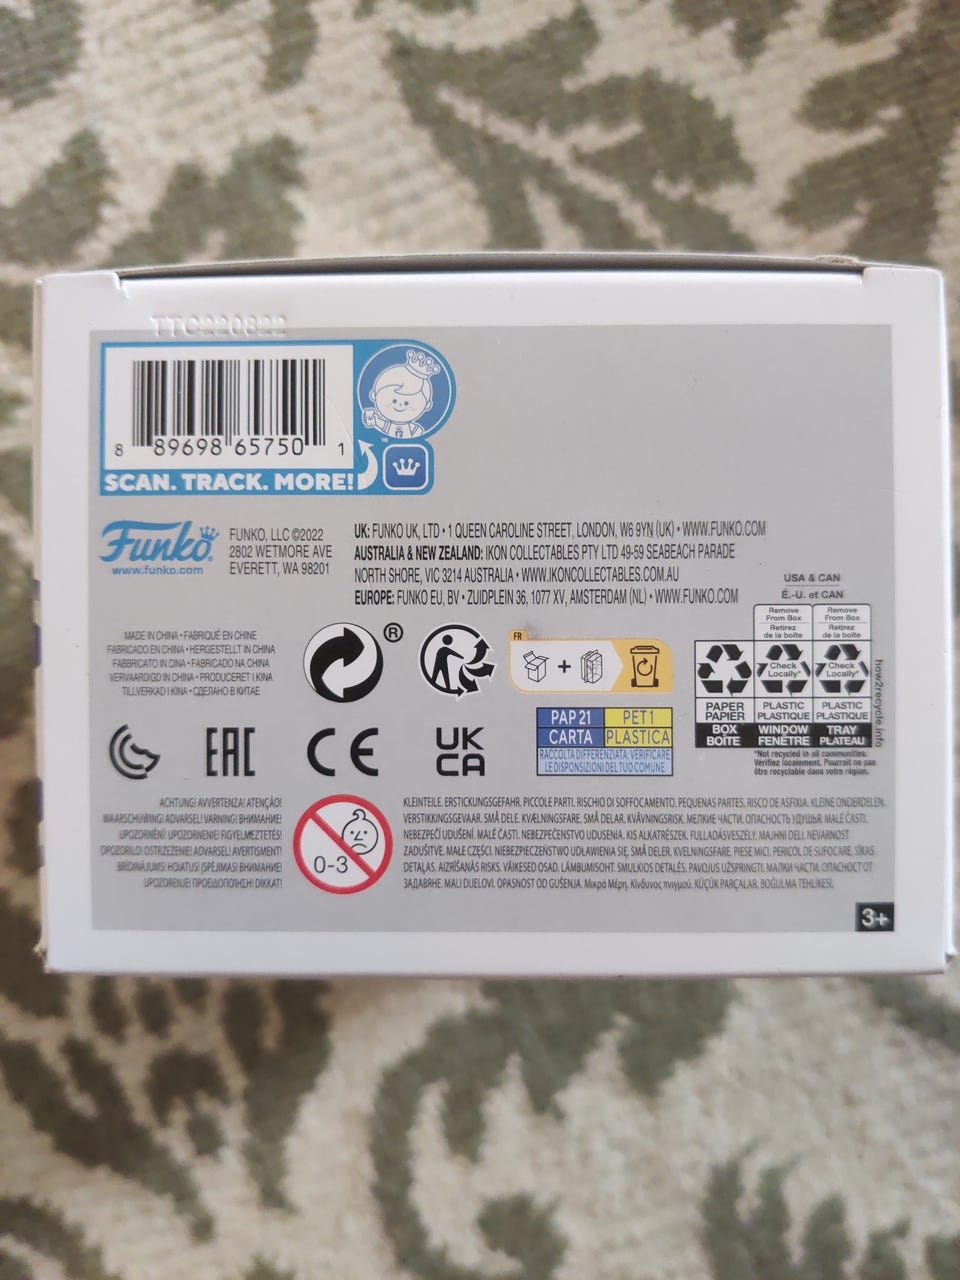 TTC220822
8 89698 65750 1
SCAN. TRACK. MORE!
TM
Funko®
www.funko.com
FUNKO, LLC ©2022
2802 WETMORE AVE
EVERETT, WA 98201
UK: FUNKO UK, LTD • 1 QUEEN CAROLINE STREET, LONDON, W6 9YN (UK) • WWW.FUNKO.COM
AUSTRALIA & NEW ZEALAND: IKON COLLECTABLES PTY LTD 49-59 SEABEACH PARADE
NORTH SHORE, VIC 3214 AUSTRALIA • WWW.IKONCOLLECTABLES.COM.AU
EUROPE: FUNKO EU, BV • ZUIDPLEIN 36, 1077 XV, AMSTERDAM (NL) • WWW.FUNKO.COM
MADE IN CHINA • FABRIQUÉ EN CHINE
FABRICADO EN CHINA • HERGESTELLT IN CHINA
FABBRICATO IN CINA • FABRICADO NA CHINA
VERVAARDIGD IN CHINA • PRODUCERET I KINA
TILLVERKAD I KINA • СДЕЛАНО В КИТАЕ
®
FR
+
USA & CAN
É.-U. et CAN
Remove
From Box
Retirez
de la boîte
Remove
From Box
Retirez
de la boîte
Check
Locally*
Check
Locally*
PAPER
PAPIER
PLASTIC
PLASTIQUE
PLASTIC
PLASTIQUE
BOX
BOÎTE
WINDOW
FENÊTRE
TRAY
PLATEAU
how2recycle.info
*Not recycled in all communities.
Vérifiez localement. Pourrait ne pas
être recyclable dans votre région.
EAC
CE
UK
CA
PAP 21
PET1
CARTA
PLASTICA
RACCOLTA DIFFERENZIATA: VERIFICARE
LE DISPOSIZIONI DEL TUO COMUNE
ACHTUNG! AVVERTENZA! ATENÇÃO!
WAARSCHUWING! ADVARSEL! VARNING! ВНИМАНИЕ!
UPOZORNĚNÍ! UPOZORNENIE! FIGYELMEZTETÉS!
OPOZORILO! OSTRZEŻENIE! ADVARSEL! AVERTISMENT!
BRĪDINĀJUMS! HOIATUS! ĮSPĖJIMAS! ВНИМАНИЕ!
UPOZORENJE! ΠΡΟΕΙΔΟΠΟΙΗΣΗ! DİKKAT!
0-3
KLEINTEILE. ERSTICKUNGSGEFAHR. PICCOLE PARTI. RISCHIO DI SOFFOCAMENTO. PEQUENAS PARTES. RISCO DE ASFIXIA. KLEINE ONDERDELEN.
VERSTIKKINGSGEVAAR. SMÅ DELE. KVÆLNINGSFARE. SMÅ DELAR. KVÄVNINGSRISK. МЕЛКИЕ ЧАСТИ. ОПАСНОСТЬ УДУШЬЯ. MALÉ ČÁSTI.
NEBEZPEČÍ UDUŠENÍ. MALÉ ČASTI. NEBEZPEČENSTVO UDUSENIA. KIS ALKATRÉSZEK. FULLADÁSVESZÉLY. MAJHNI DELI. NEVARNOST
ZADUŠITVE. MAŁE CZĘŚCI. NIEBEZPIECZEŃSTWO UDŁAWIENIA SIĘ. SMÅ DELER. KVELNINGSFARE. PIESE MICI. PERICOL DE SUFOCARE. SĪKAS
DETAĻAS. AIZRĪŠANĀS RISKS. VÄIKESED OSAD. LÄMBUMISOHT. SMULKIOS DETALĖS. PAVOJUS UŽSPRINGTI. МАЛКИ ЧАСТИ. ОПАСНОСТ ОТ
ЗАДАВЯНЕ. MALI DIJELOVI. OPASNOST OD GUŠENJA. Μικρά Μέρη. Κίνδυνος πνιγμού. KÜÇÜK PARÇALAR. BOĞULMA TEHLİKESİ.
3+